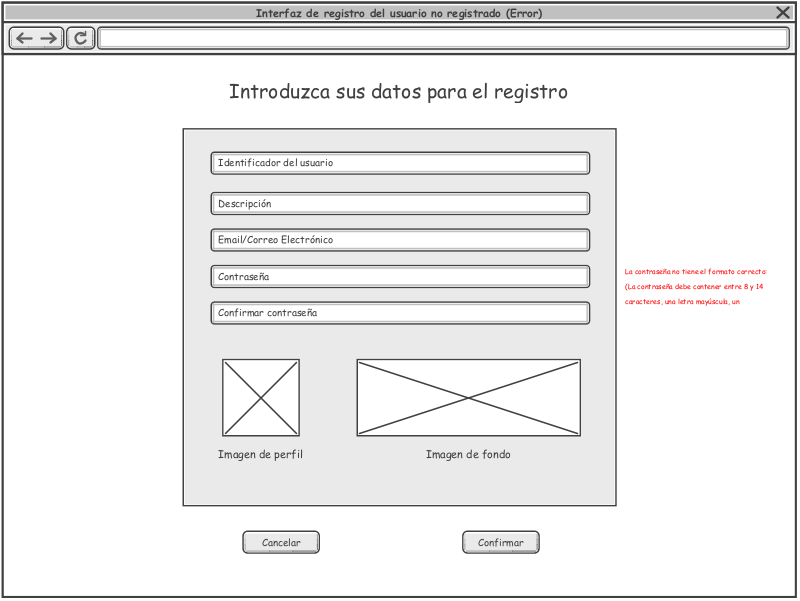 Interfaz de registro del usuario no registrado (Error)
Introduzca sus datos para el registro
Identificador del usuario
Descripción
Email/Correo Electrónico
Contraseña
La contraseña no tiene el formato correcto:
(La contraseña debe contener entre 8 y 14
caracteres, una letra mayúscula, un
Confirmar contraseña
Imagen de perfil
Imagen de fondo
Cancelar
Confirmar